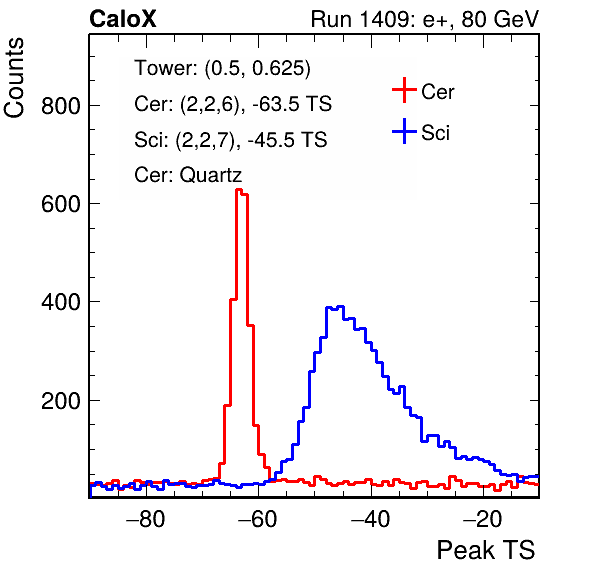 CaloX Run 1409: e+, 80 GeV
Counts
Tower: (0.5, 0.625)
Cer: (2,2,6), -63.5 TS
Sci: (2,2,7), -45.5 TS
Cer: Quartz
Cer
Sci
800
600
400
200
−80 −60 −40 −20
Peak TS